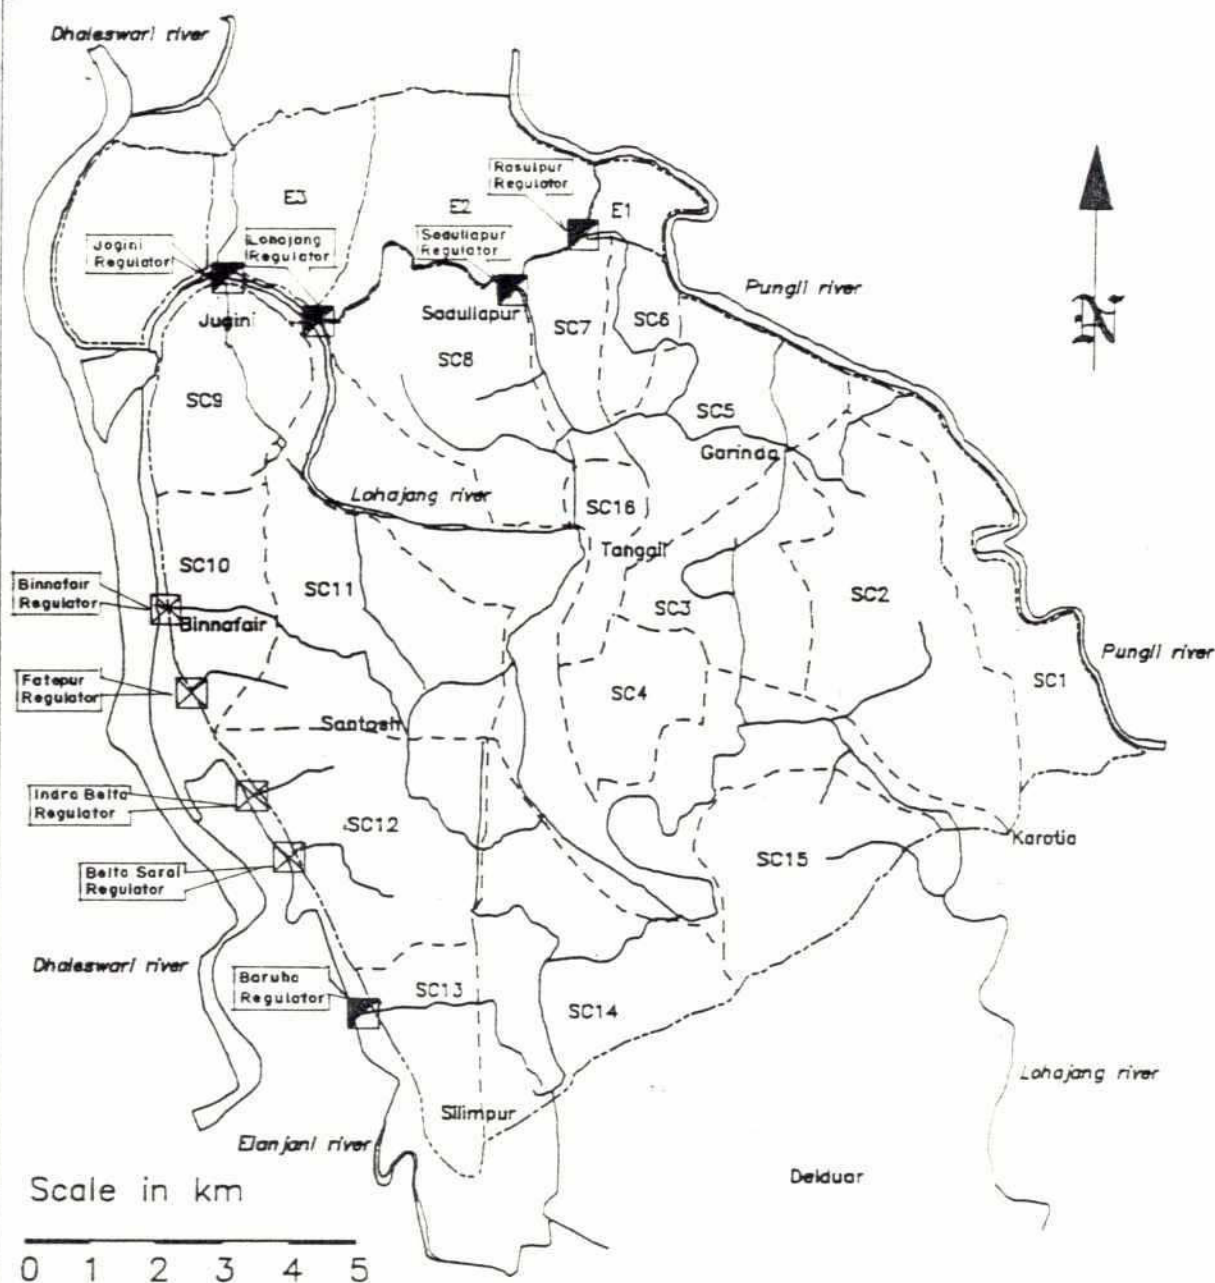 Dhaleswari river
Rasulpur
Regulator
E3
E2
E1
Jogini
Regulator
Lohajang
Regulator
Sadullapur
Regulator
Pungli river
N
Jugini
Sadullapur
SC7
SC6
SC8
SC9
SC5
Garinda
Lohajang river
SC16
Tangail
SC10
SC11
Binnafair
Regulator
Binnafair
SC3
SC2
Pungli river
Fatepur
Regulator
SC4
SC1
Santosh
Indra Belta
Regulator
SC12
Karatia
SC15
Belta Sarai
Regulator
Dhaleswari river
Baruha
Regulator
SC13
SC14
Lohajang river
Silimpur
Elanjani river
Delduar
Scale in km
0 1 2 3 4 5